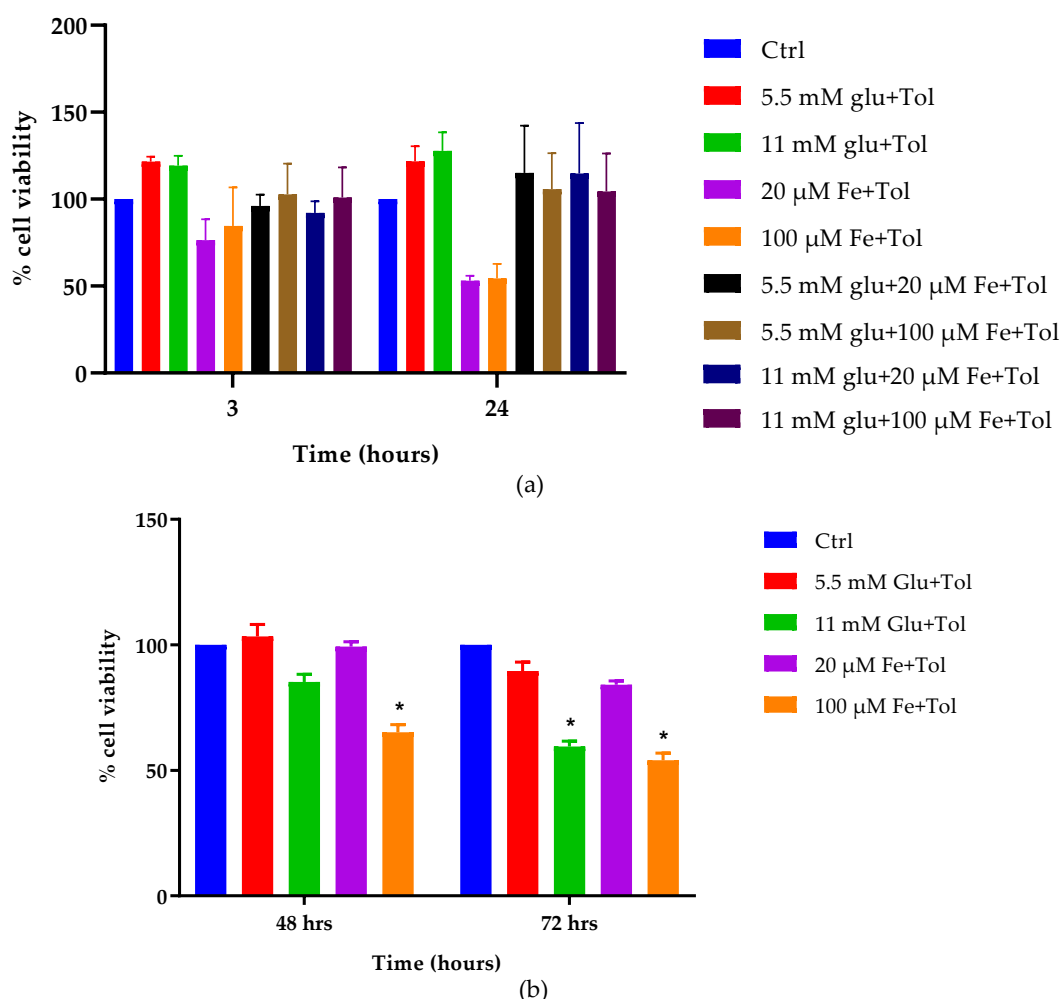 200
150
100
50
0
% cell viability
3
24
Time (hours)
Ctrl
5.5 mM glu+Tol
11 mM glu+Tol
20 µM Fe+Tol
100 µM Fe+Tol
5.5 mM glu+20 µM Fe+Tol
5.5 mM glu+100 µM Fe+Tol
11 mM glu+20 µM Fe+Tol
11 mM glu+100 µM Fe+Tol
(a)
150
100
50
0
% cell viability
*
*
*
48 hrs
72 hrs
Time (hours)
Ctrl
5.5 mM Glu+Tol
11 mM Glu+Tol
20 µM Fe+Tol
100 µM Fe+Tol
(b)